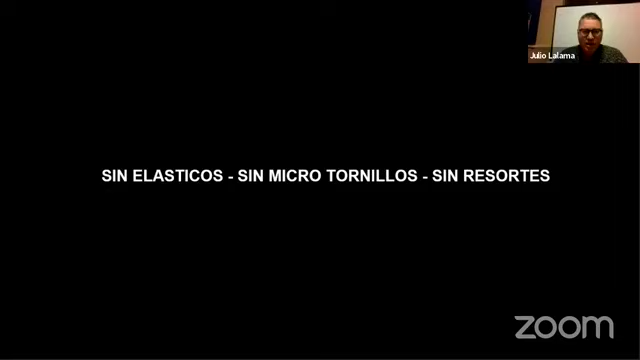 Julio Lalama
SIN ELASTICOS - SIN MICRO TORNILLOS - SIN RESORTES
zoom